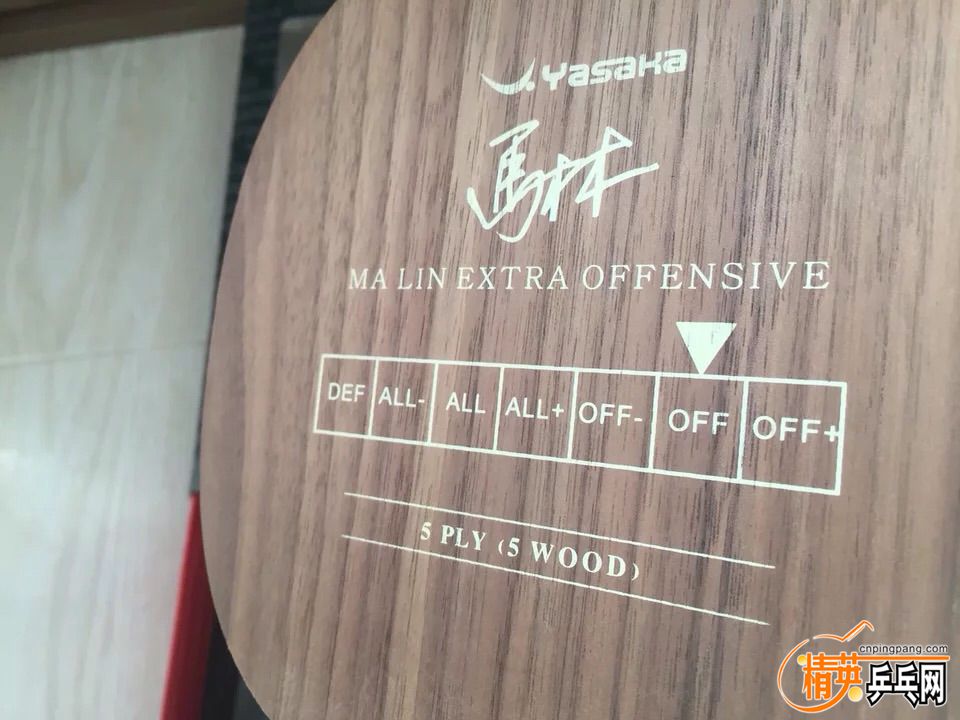 Yasaka
馬林
MA LIN EXTRA OFFENSIVE
DEF ALL- ALL ALL+ OFF- OFF OFF+
5 PLY (5 WOOD)
cnpingpang.com
精英乒乓网